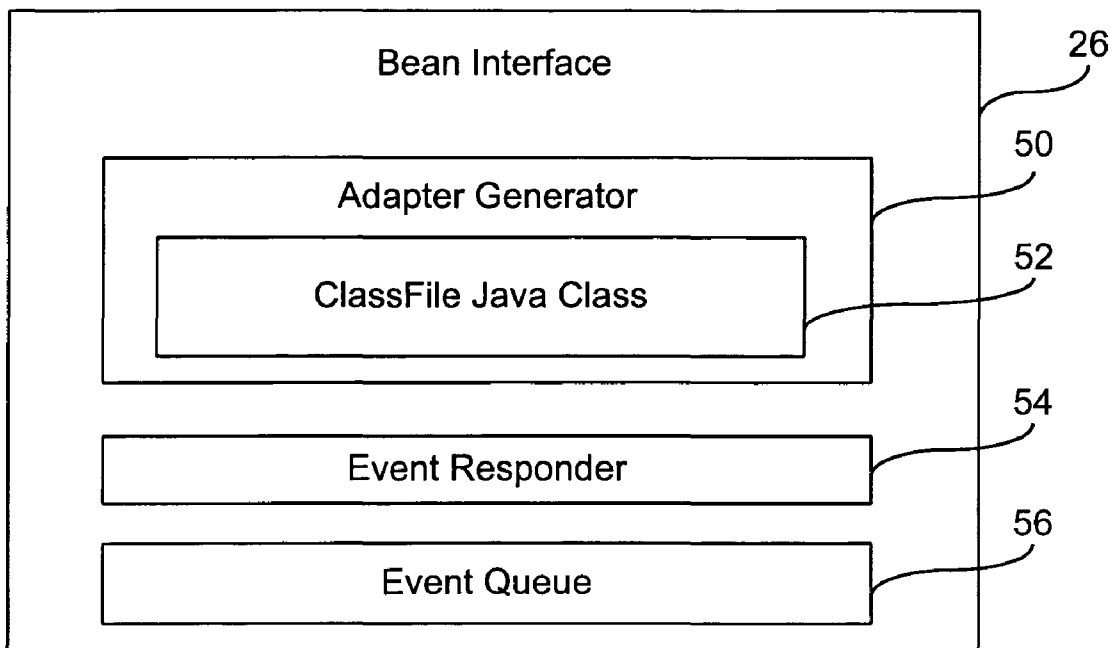 Bean Interface
26
50
Adapter Generator
52
ClassFile Java Class
54
Event Responder
56
Event Queue